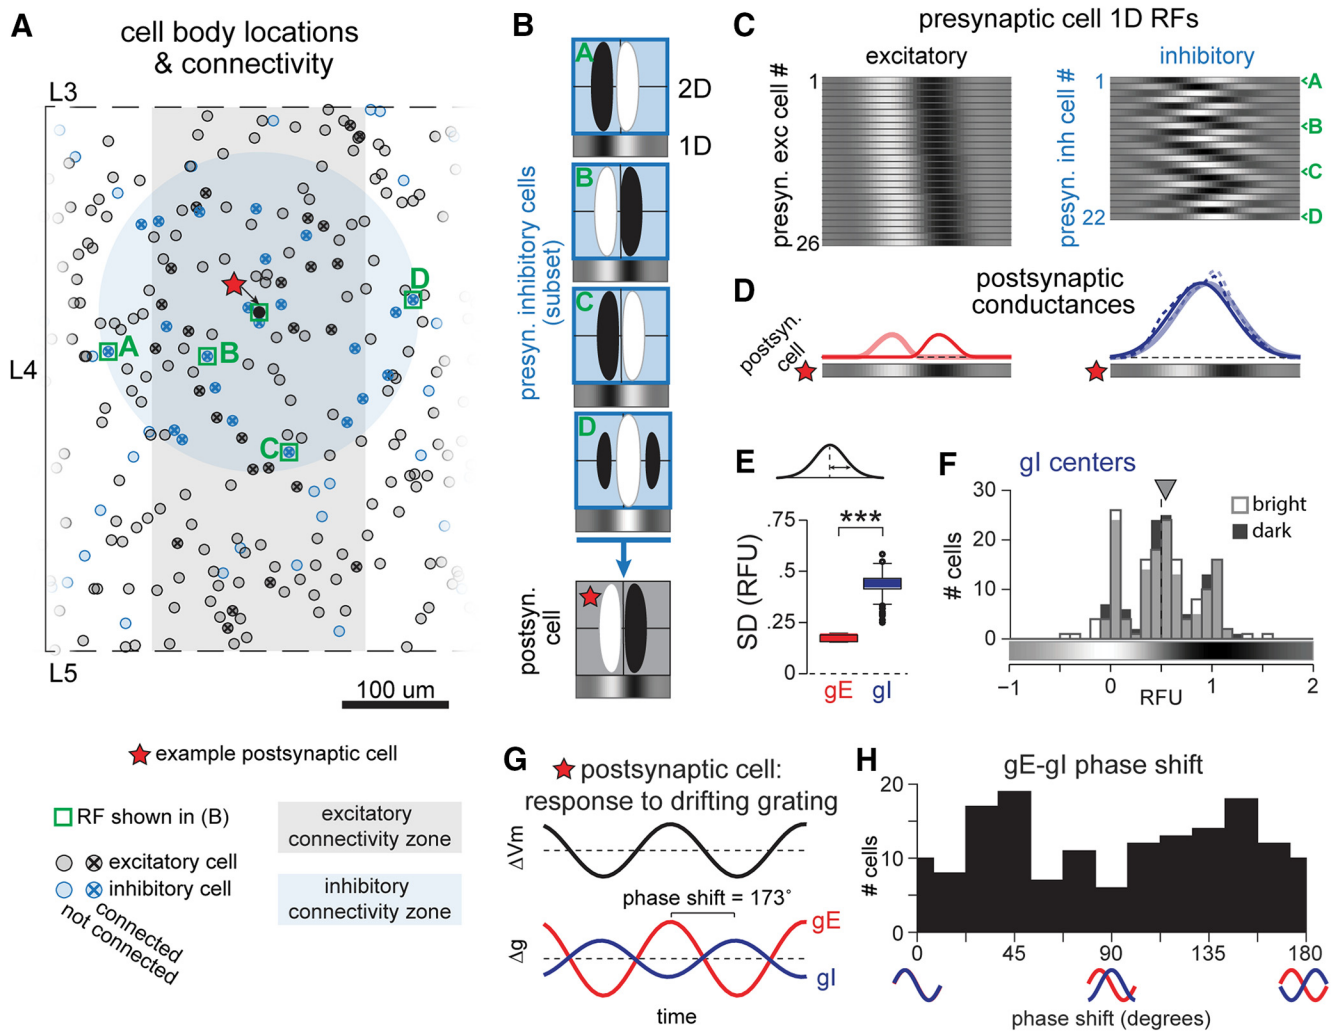 A
cell body locations
& connectivity
L3
L4
L5
A
B
C
D
100 um
example postsynaptic cell
RF shown in (B)
excitatory cell
inhibitory cell
connected
not connected
excitatory
connectivity zone
inhibitory
connectivity zone
B
presyn. inhibitory cells
(subset)
A
2D
1D
B
C
D
postsyn.
cell
C
presynaptic cell 1D RFs
excitatory
presyn. exc cell #
1
26
inhibitory
presyn. inh cell #
1
22
<A
<B
<C
<D
D
postsynaptic
conductances
postsyn.
cell
E
***
SD (RFU)
.75
.5
.25
0
gE
gI
F
gI centers
# cells
30
20
10
0
bright
dark
−1
0
1
2
RFU
G
postsynaptic cell:
response to drifting grating
ΔVm
phase shift = 173°
Δg
gE
gI
time
H
gE-gI phase shift
# cells
20
10
0
0
45
90
135
180
phase shift (degrees)